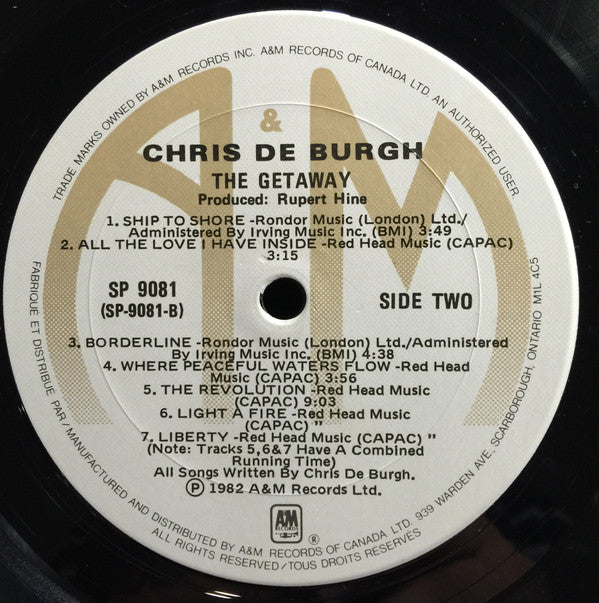 TRADE MARKS OWNED BY A&M RECORDS INC. A&M RECORDS OF CANADA LTD. AN AUTHORIZED USER.
&
CHRIS DE BURGH
THE GETAWAY
Produced: Rupert Hine
1. SHIP TO SHORE -Rondor Music (London) Ltd./
Administered By Irving Music Inc. (BMI) 3:49
2. ALL THE LOVE I HAVE INSIDE -Red Head Music (CAPAC)
3:15
SP 9081
(SP-9081-B)
SIDE TWO
3. BORDERLINE -Rondor Music (London) Ltd./Administered
By Irving Music Inc. (BMI) 4:38
4. WHERE PEACEFUL WATERS FLOW -Red Head
Music (CAPAC) 3:56
5. THE REVOLUTION -Red Head Music
(CAPAC) 9:03
6. LIGHT A FIRE -Red Head Music
(CAPAC) "
7. LIBERTY -Red Head Music (CAPAC) "
(Note: Tracks 5,6&7 Have A Combined
Running Time)
All Songs Written By Chris De Burgh.
℗ 1982 A&M Records Ltd.
A&M
RECORDS
®
FABRIQUE ET DISTRIBUE PAR / MANUFACTURED AND DISTRIBUTED BY A&M RECORDS OF CANADA LTD. 939 WARDEN AVE, SCARBOROUGH, ONTARIO M1L 4C5
ALL RIGHTS RESERVED / TOUS DROITS RESERVÉS